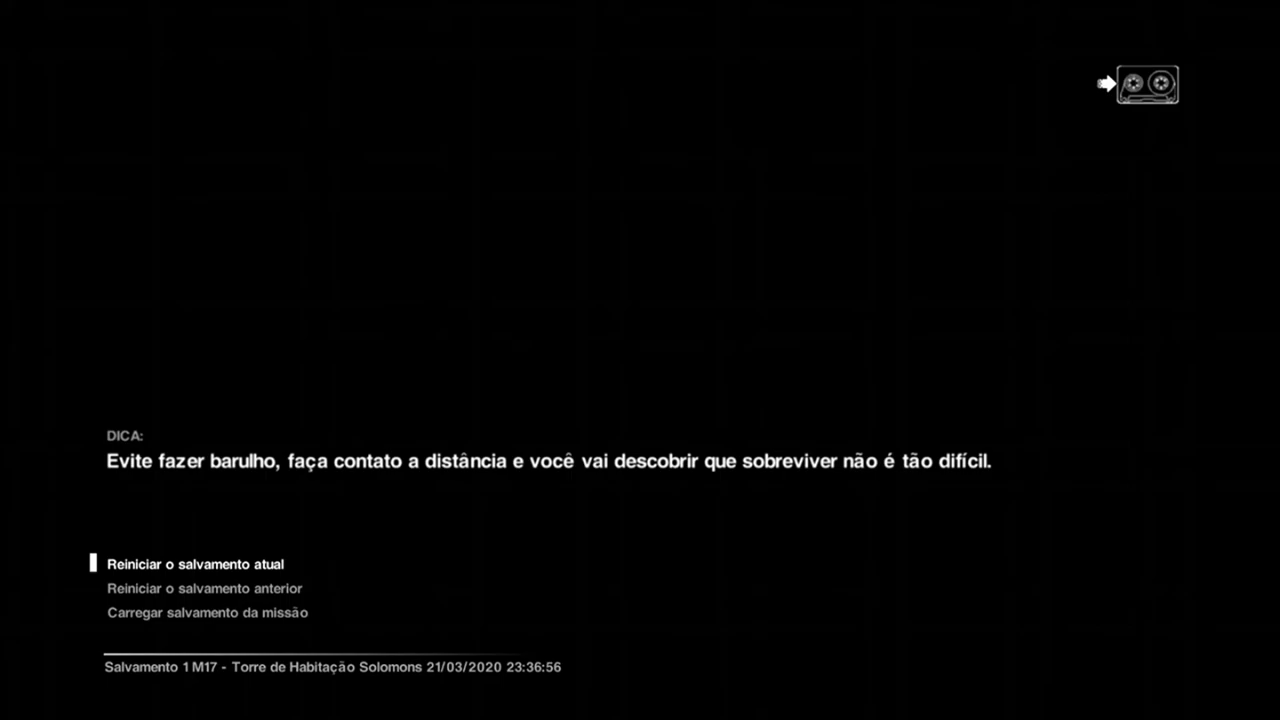 DICA:
Evite fazer barulho, faça contato a distância e você vai descobrir que sobreviver não é tão difícil.
Reiniciar o salvamento atual
Reiniciar o salvamento anterior
Carregar salvamento da missão
Salvamento 1 M17 - Torre de Habitação Solomons 21/03/2020 23:36:56